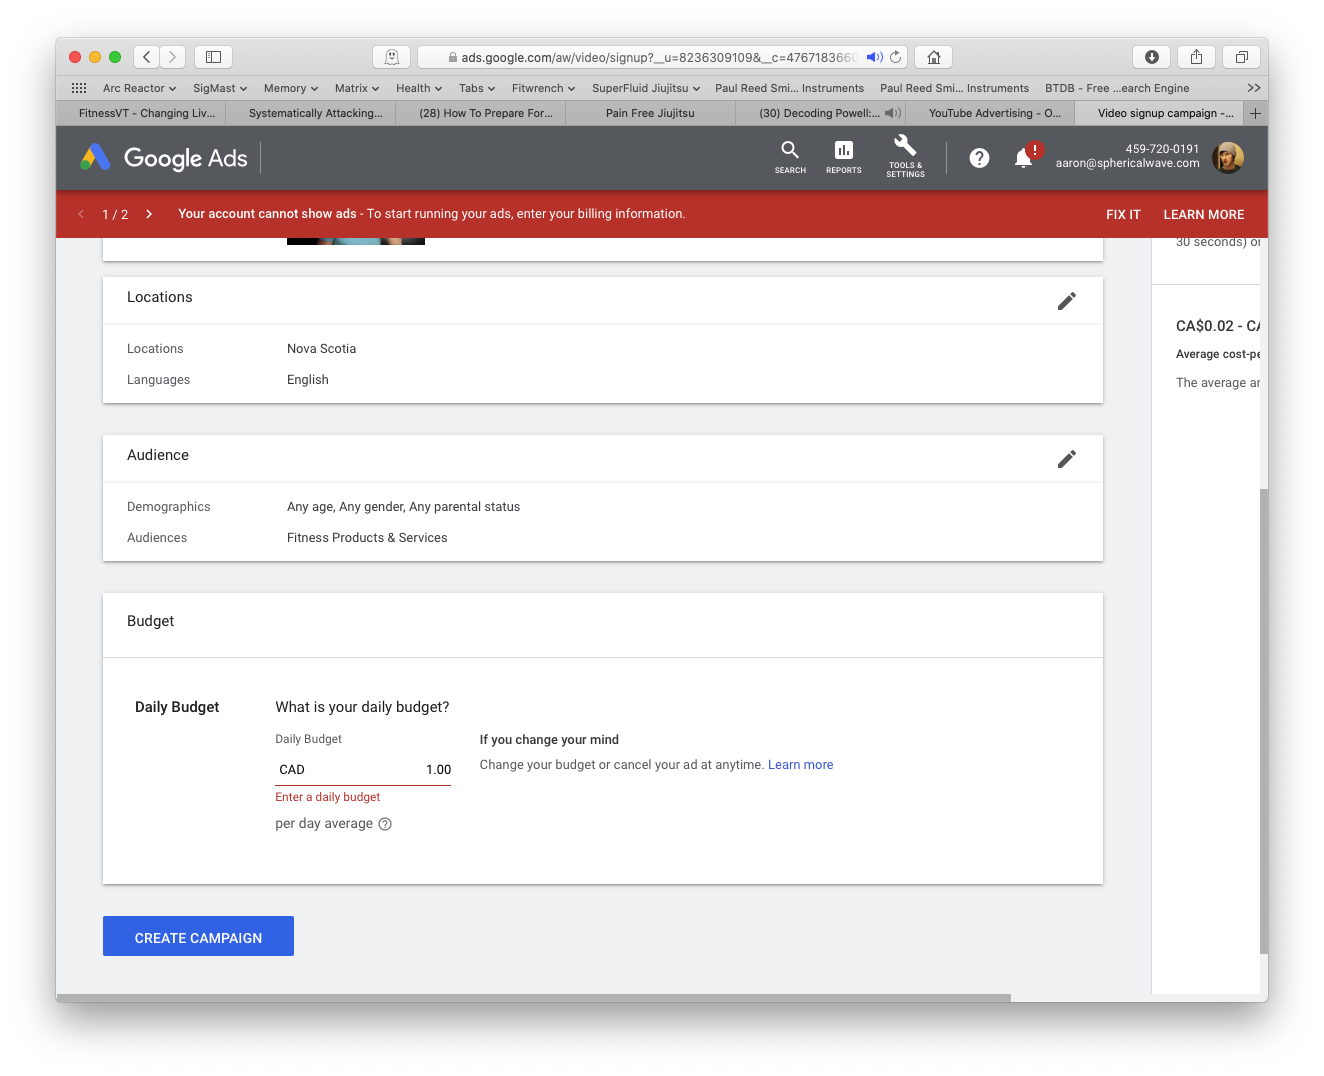 ads.google.com/aw/video/signup?__u=8236309109&__c=4767183660
Arc Reactor SigMast Memory Matrix Health Tabs Fitwrench SuperFluid Jiujitsu Paul Reed Smi... Instruments Paul Reed Smi... Instruments BTDB - Free ...earch Engine >>
FitnessVT - Changing Liv... Systematically Attacking... (28) How To Prepare For... Pain Free Jiujitsu (30) Decoding Powell:... YouTube Advertising - O... Video signup campaign -... +
Google Ads
SEARCH
REPORTS
TOOLS &
SETTINGS
?
!
459-720-0191
aaron@sphericalwave.com
1 / 2 Your account cannot show ads - To start running your ads, enter your billing information. FIX IT LEARN MORE
30 seconds) or
Locations
Locations Nova Scotia
Languages English
CA$0.02 - CA
Average cost-pe
The average an
Audience
Demographics Any age, Any gender, Any parental status
Audiences Fitness Products & Services
Budget
Daily Budget What is your daily budget?
Daily Budget
CAD 1.00
Enter a daily budget
per day average ?
If you change your mind
Change your budget or cancel your ad at anytime. Learn more
CREATE CAMPAIGN